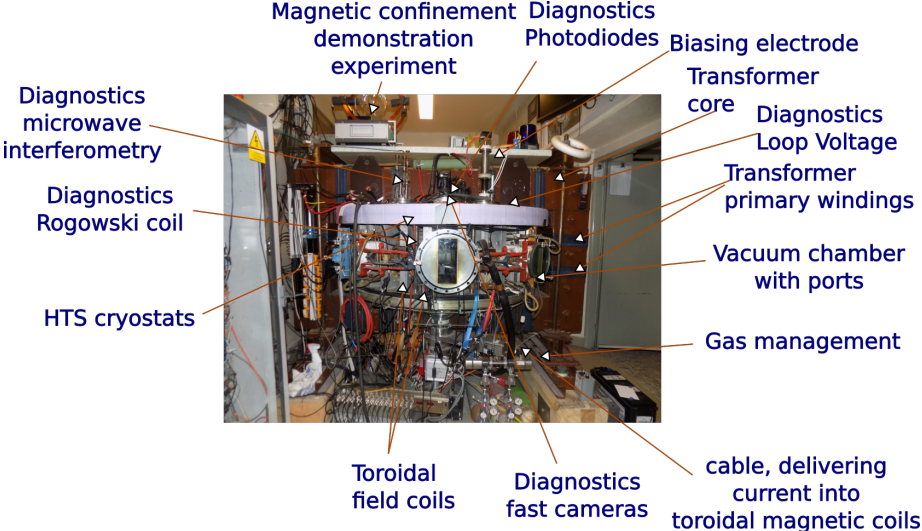 Magnetic confinement
demonstration
experiment
Diagnostics
Photodiodes
Biasing electrode
Transformer
core
Diagnostics
Loop Voltage
Transformer
primary windings
Vacuum chamber
with ports
Gas management
cable, delivering
current into
toroidal magnetic coils
Diagnostics
fast cameras
Toroidal
field coils
HTS cryostats
Diagnostics
Rogowski coil
Diagnostics
microwave
interferometry